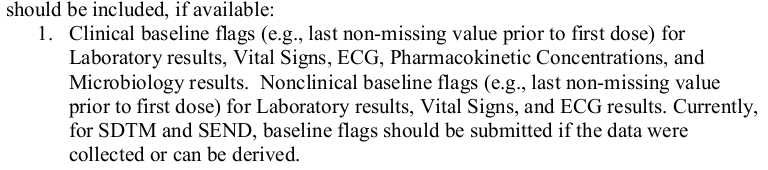 should be included, if available:
1. Clinical baseline flags (e.g., last non-missing value prior to first dose) for
Laboratory results, Vital Signs, ECG, Pharmacokinetic Concentrations, and
Microbiology results. Nonclinical baseline flags (e.g., last non-missing value
prior to first dose) for Laboratory results, Vital Signs, and ECG results. Currently,
for SDTM and SEND, baseline flags should be submitted if the data were
collected or can be derived.